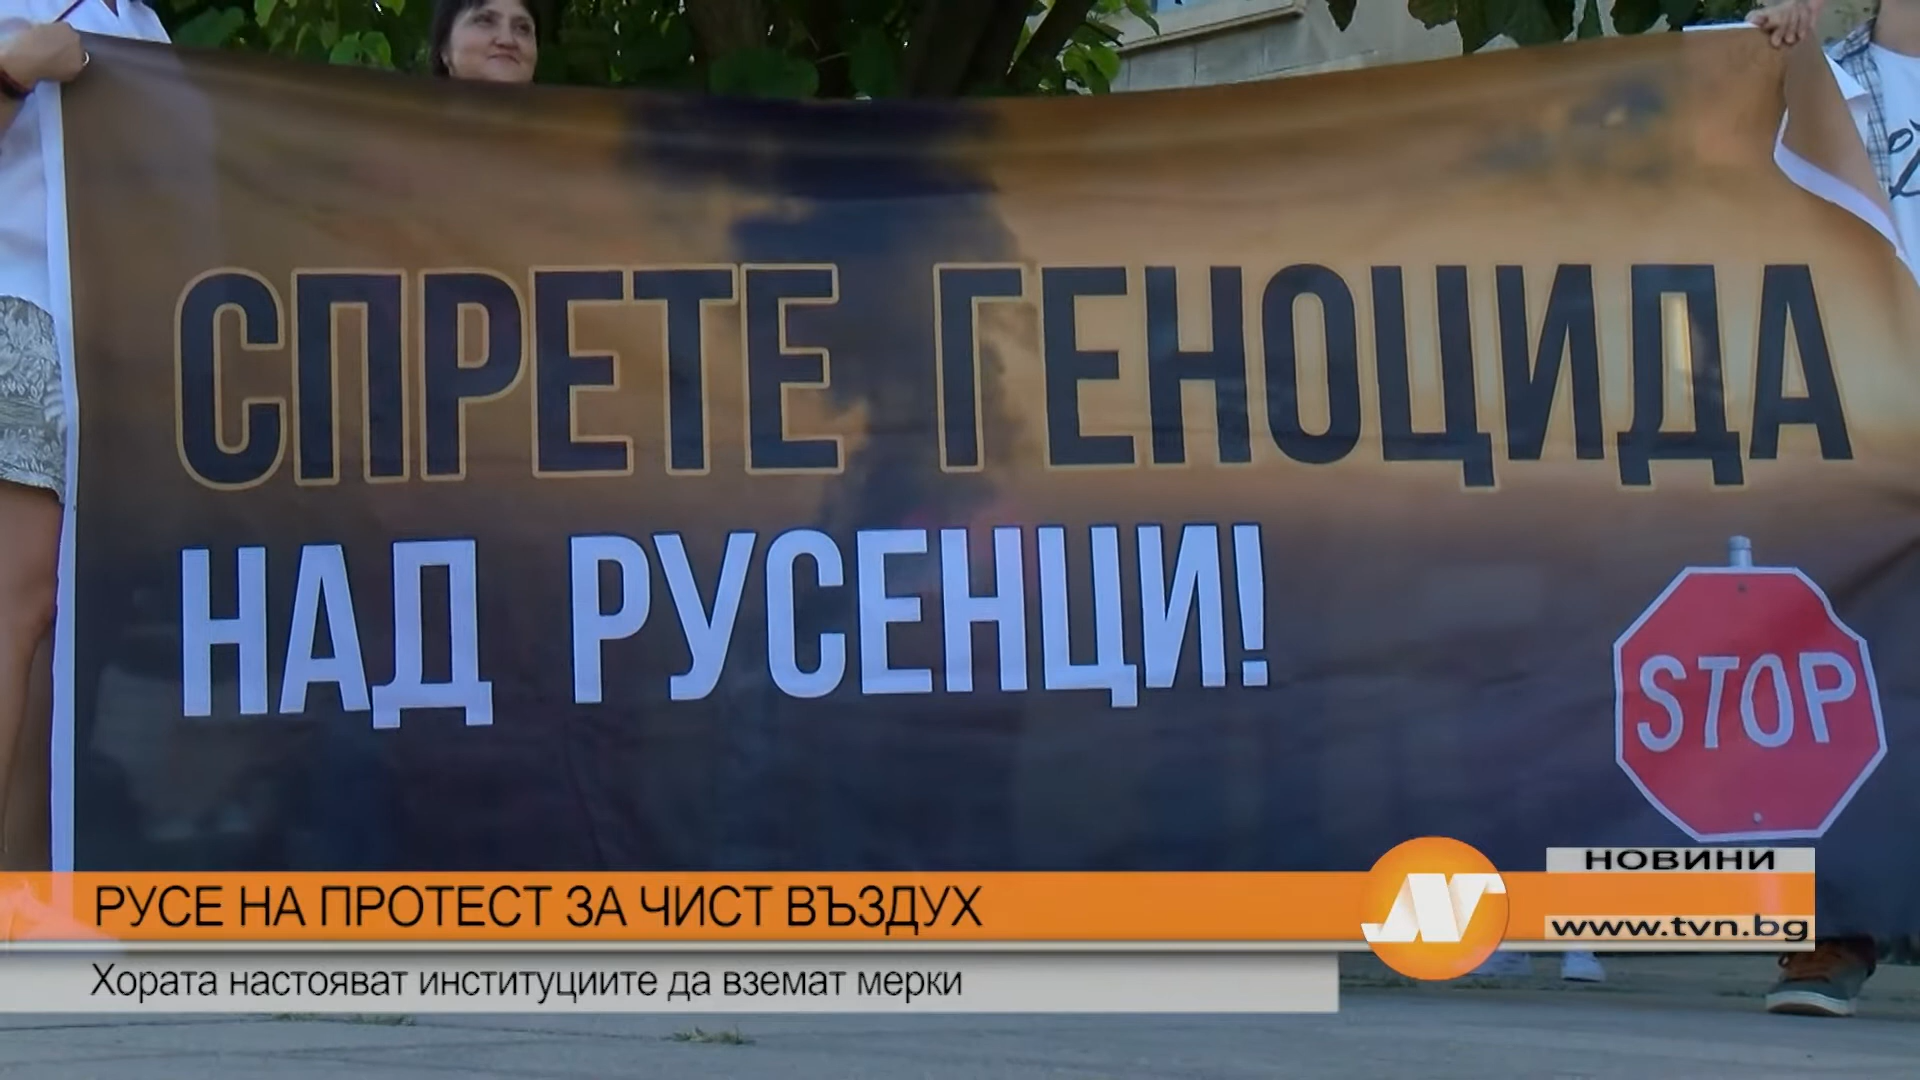 СПРЕТЕ ГЕНОЦИДА
НАД РУСЕНЦИ!
STOP
РУСЕ НА ПРОТЕСТ ЗА ЧИСТ ВЪЗДУХ
Хората настояват институциите да вземат мерки
НОВИНИ
www.tvn.bg